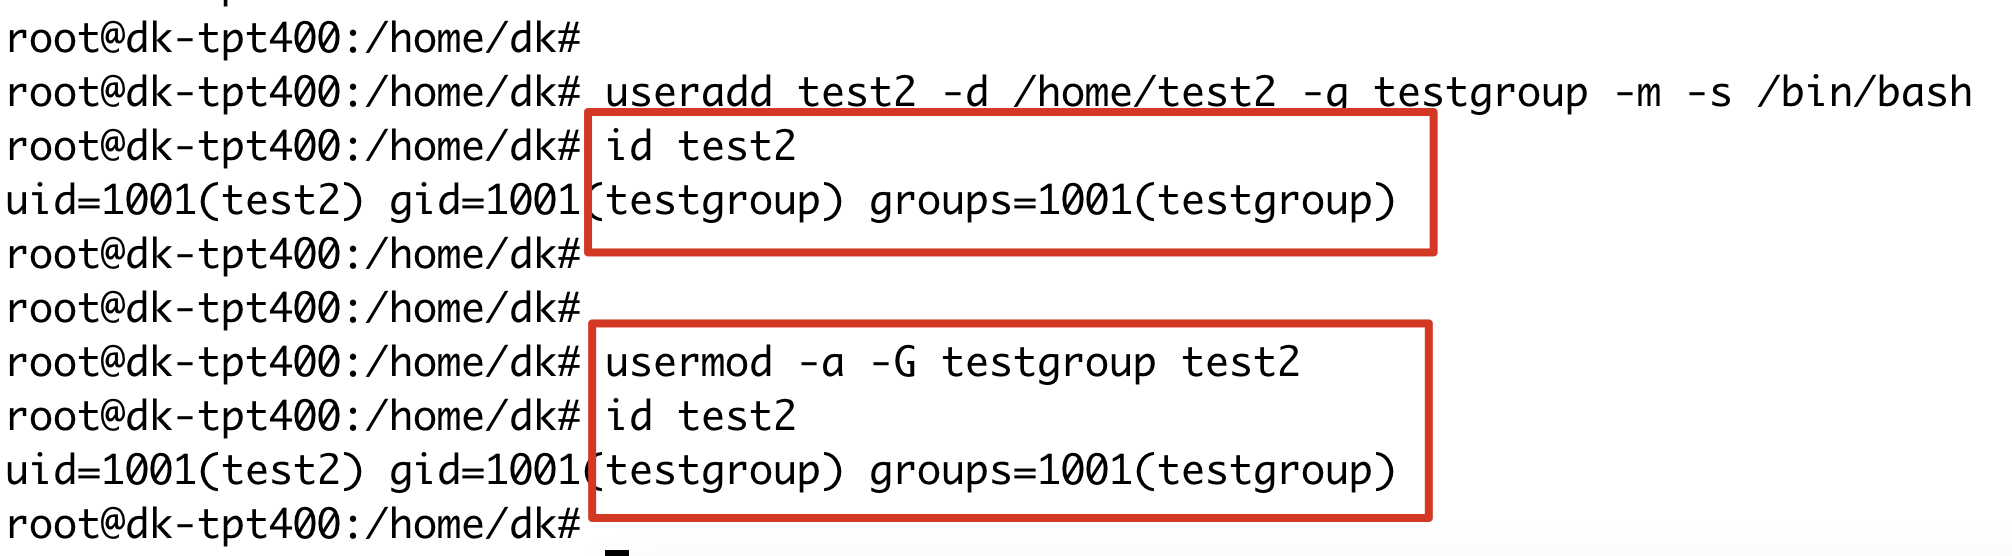 root@dk-tpt400:/home/dk#
root@dk-tpt400:/home/dk# useradd test2 -d /home/test2 -g testgroup -m -s /bin/bash
root@dk-tpt400:/home/dk# id test2
uid=1001(test2) gid=1001(testgroup) groups=1001(testgroup)
root@dk-tpt400:/home/dk#
root@dk-tpt400:/home/dk#
root@dk-tpt400:/home/dk# usermod -a -G testgroup test2
root@dk-tpt400:/home/dk# id test2
uid=1001(test2) gid=1001(testgroup) groups=1001(testgroup)
root@dk-tpt400:/home/dk#